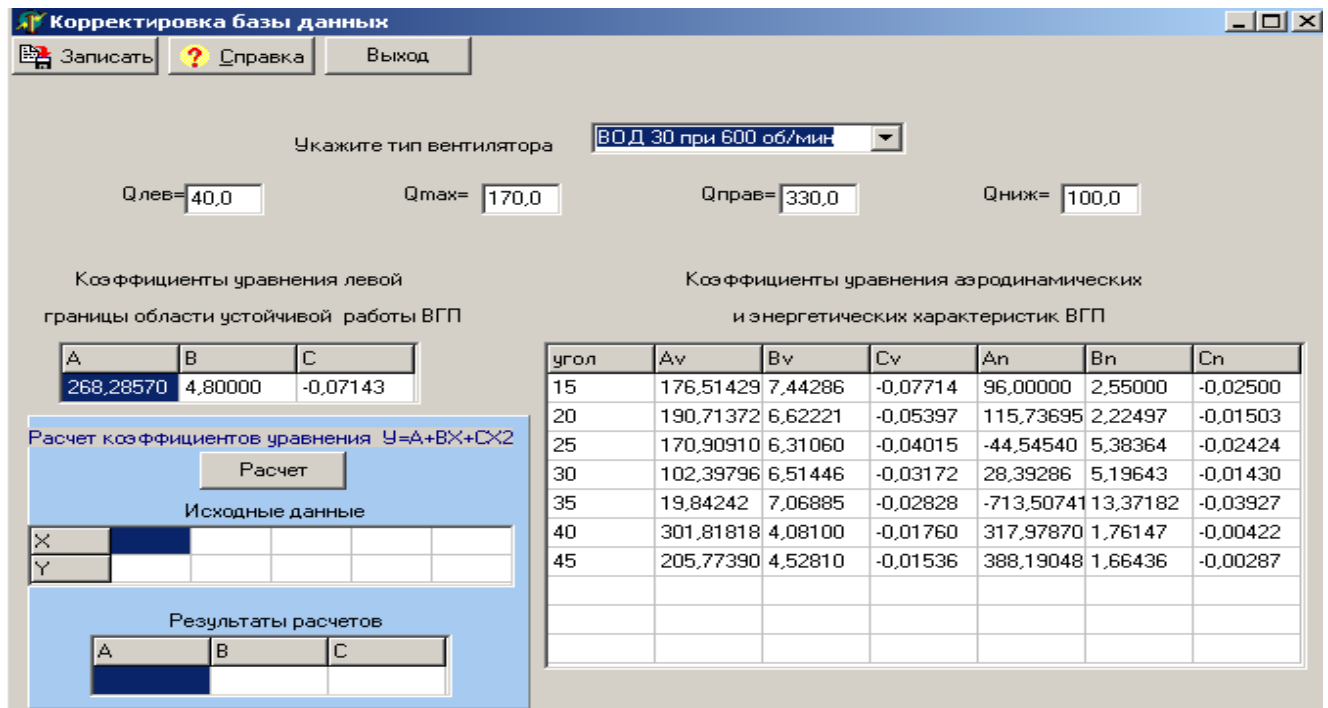 Корректировка базы данных
Записать Справка Выход
Укажите тип вентилятора ВОД 30 при 600 об/мин
Qлев= 40,0 Qmax= 170,0 Qправ= 330,0 Qниж= 100,0
Коэффициенты уравнения левой
границы области устойчивой работы ВГП
A B C
268,28570 4,80000 -0,07143
Расчет коэффициентов уравнения У=A+BX+CX2
Расчет
Исходные данные
X
Y
Результаты расчетов
A B C
Коэффициенты уравнения аэродинамических
и энергетических характеристик ВГП
угол Av Bv Cv An Bn Cn
15 176,51429 7,44286 -0,07714 96,00000 2,55000 -0,02500
20 190,71372 6,62221 -0,05397 115,73695 2,22497 -0,01503
25 170,90910 6,31060 -0,04015 -44,54540 5,38364 -0,02424
30 102,39796 6,51446 -0,03172 28,39286 5,19643 -0,01430
35 19,84242 7,06885 -0,02828 -713,50741 13,37182 -0,03927
40 301,81818 4,08100 -0,01760 317,97870 1,76147 -0,00422
45 205,77390 4,52810 -0,01536 388,19048 1,66436 -0,00287